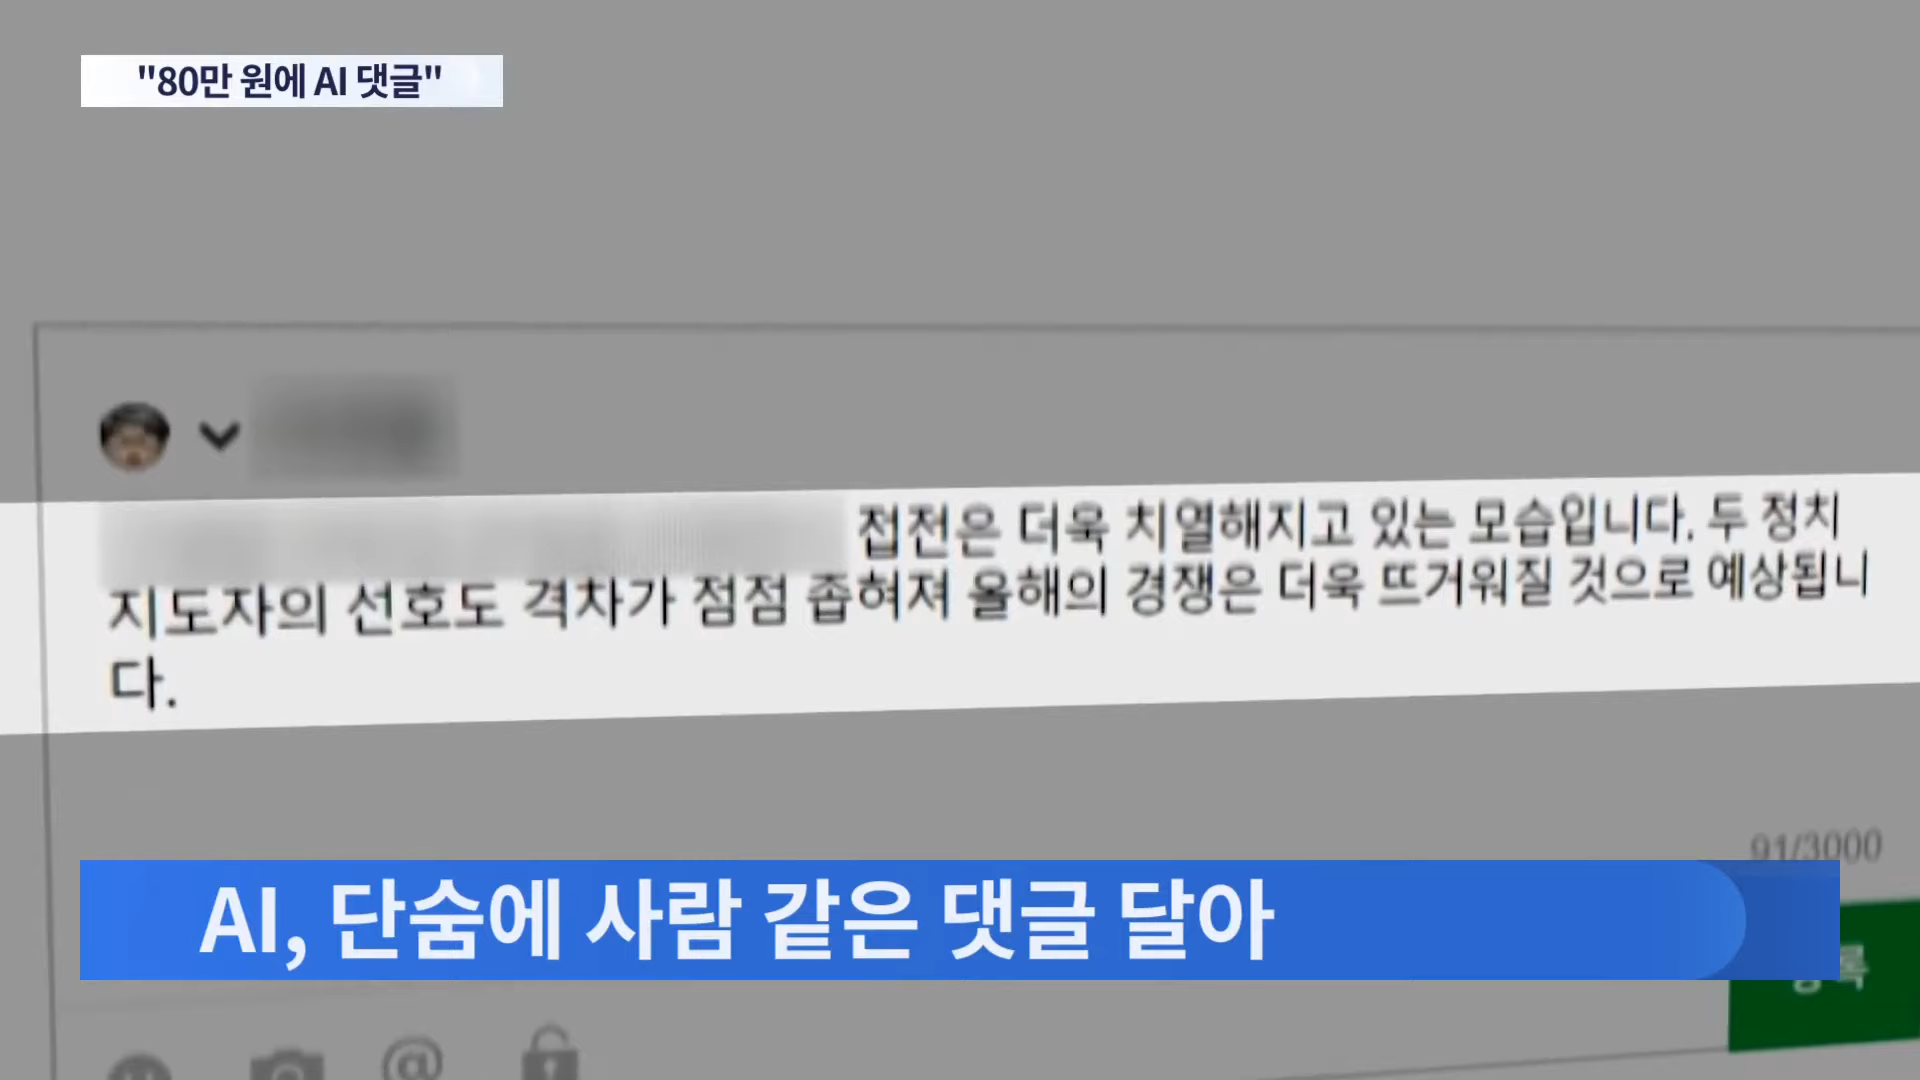 "80만 원에 AI 댓글"
접전은 더욱 치열해지고 있는 모습입니다. 두 정치
지도자의 선호도 격차가 점점 좁혀져 올해의 경쟁은 더욱 뜨거워질 것으로 예상됩니
다.
91/3000
AI, 단숨에 사람 같은 댓글 달아